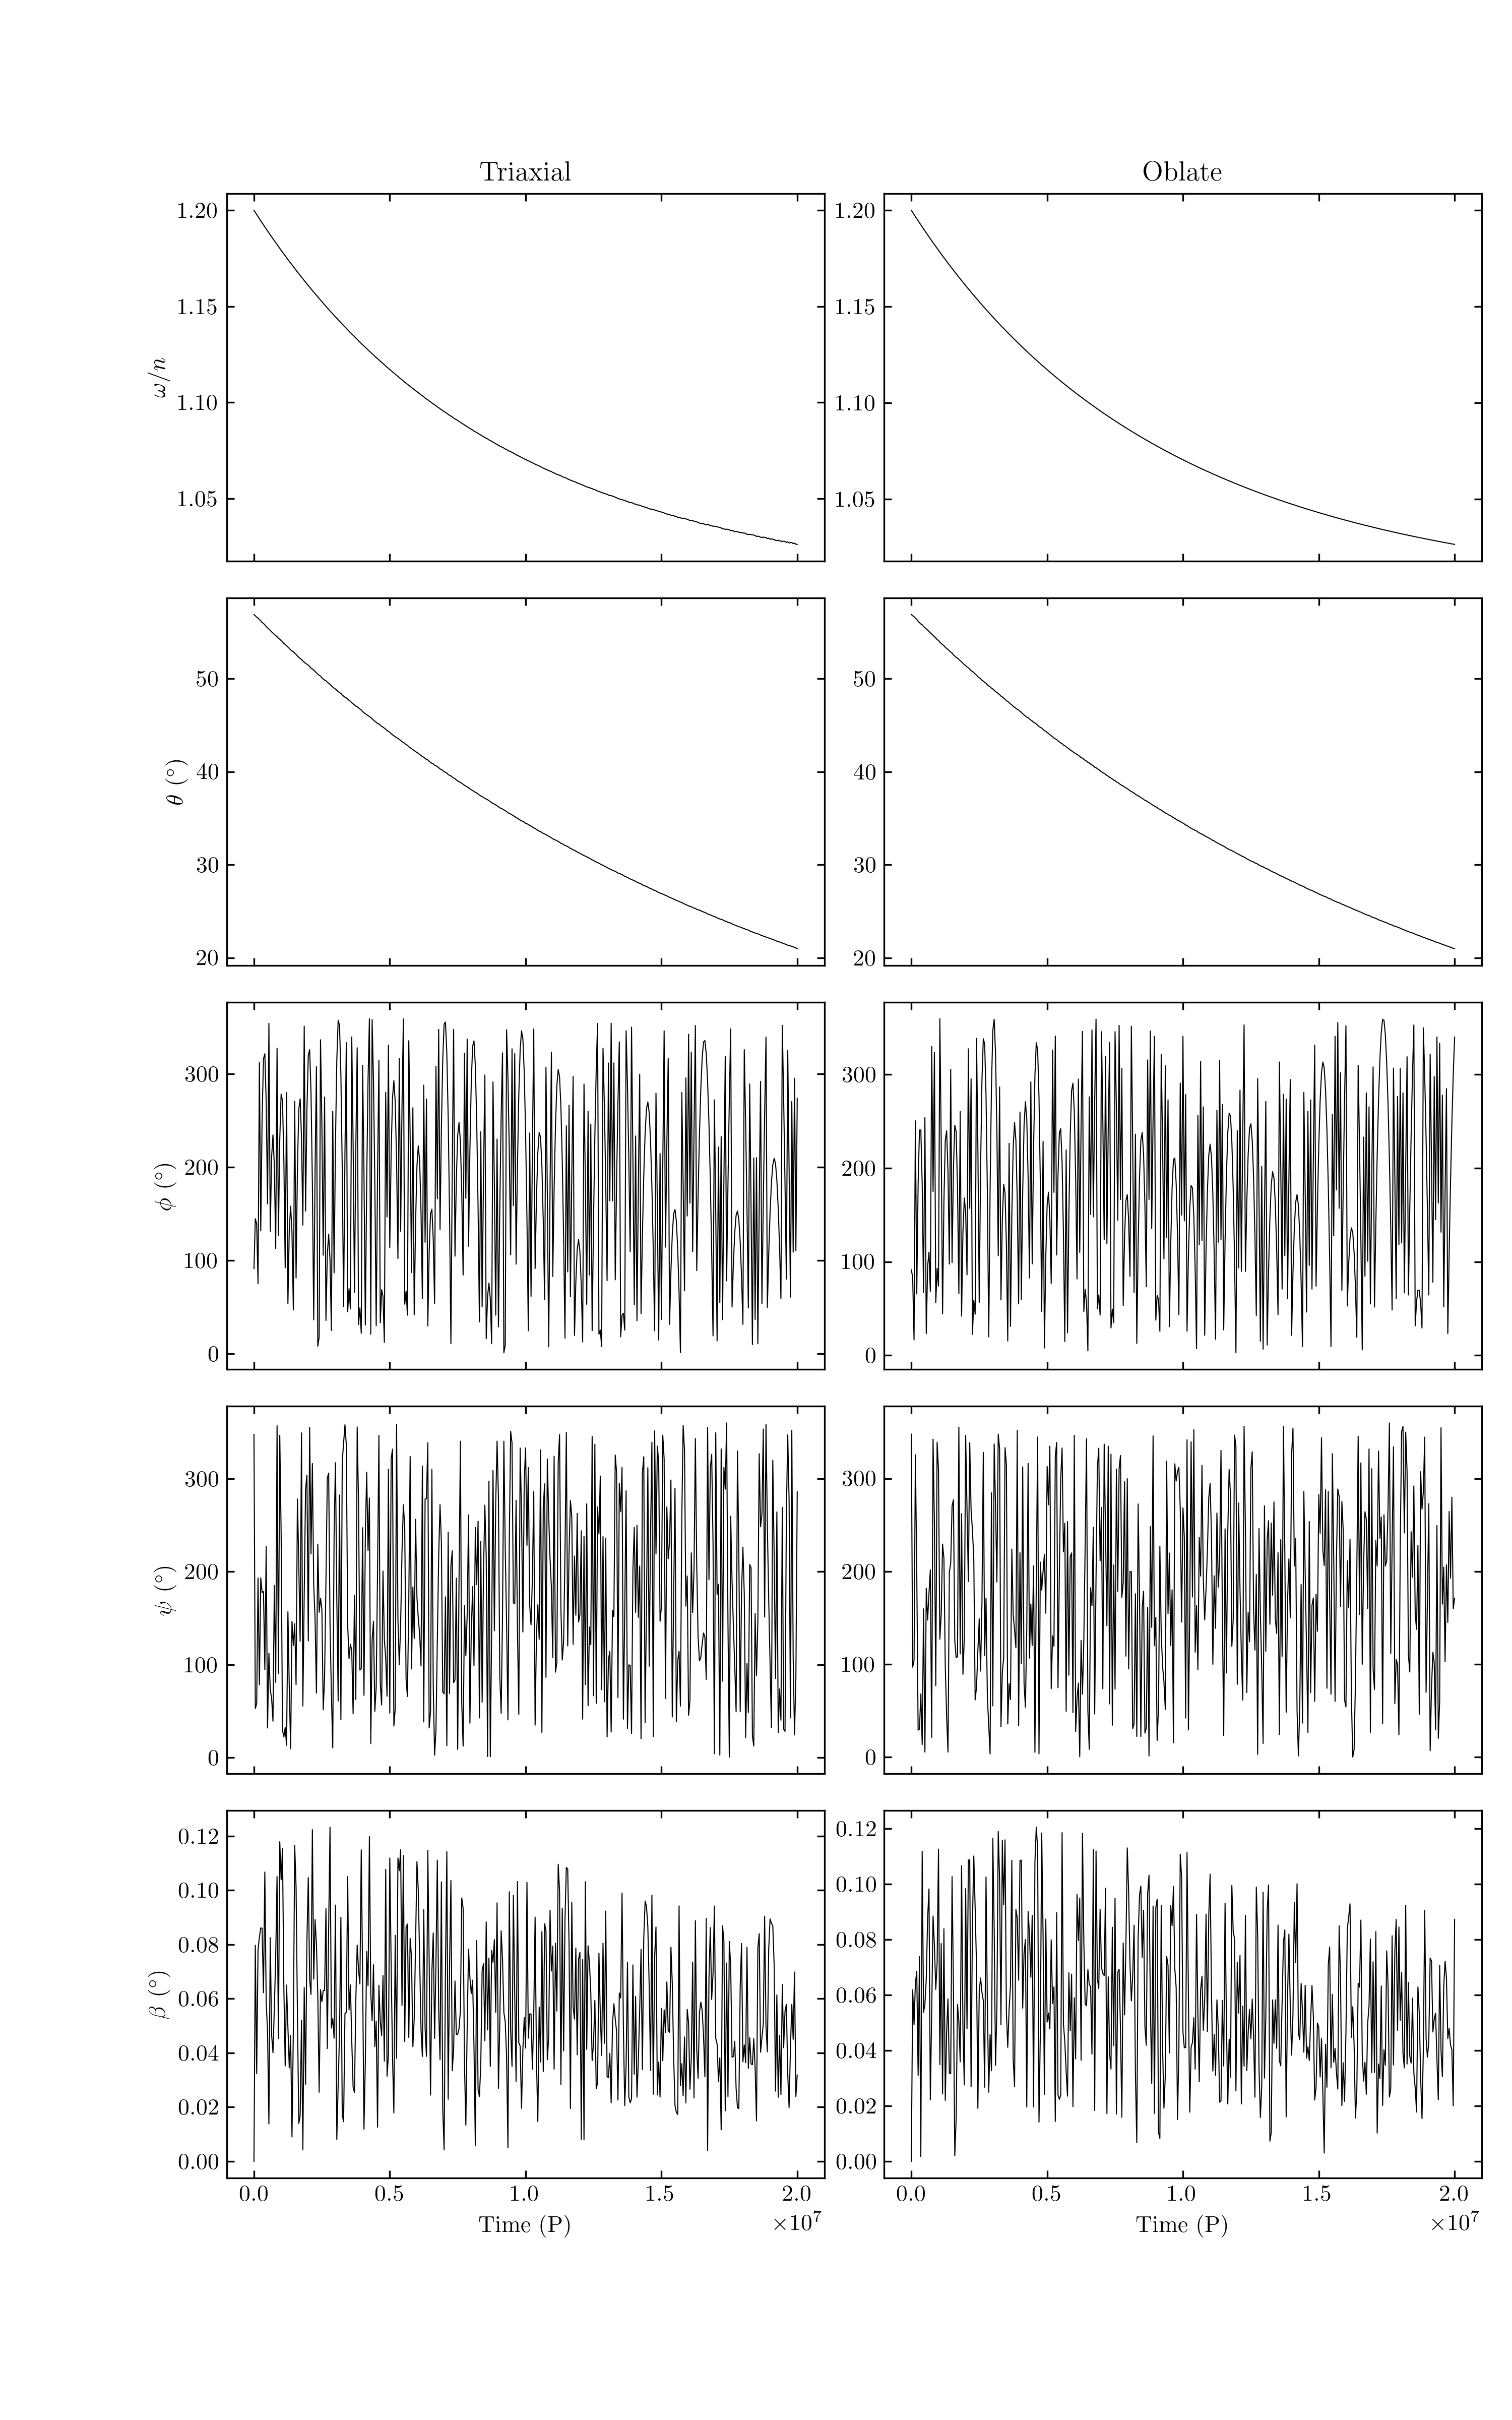 Triaxial Oblate
1.20 1.20
1.15 1.15
ω/n
1.10 1.10
1.05 1.05
50 50
θ (°) 40 40
30 30
20 20
300 300
φ (°) 200 200
100 100
0 0
300 300
ψ (°) 200 200
100 100
0 0
0.12 0.12
0.10 0.10
0.08 0.08
β (°) 0.06 0.06
0.04 0.04
0.02 0.02
0.00 0.00
0.0 0.5 1.0 1.5 2.0 0.0 0.5 1.0 1.5 2.0
Time (P) ×10⁷ Time (P) ×10⁷